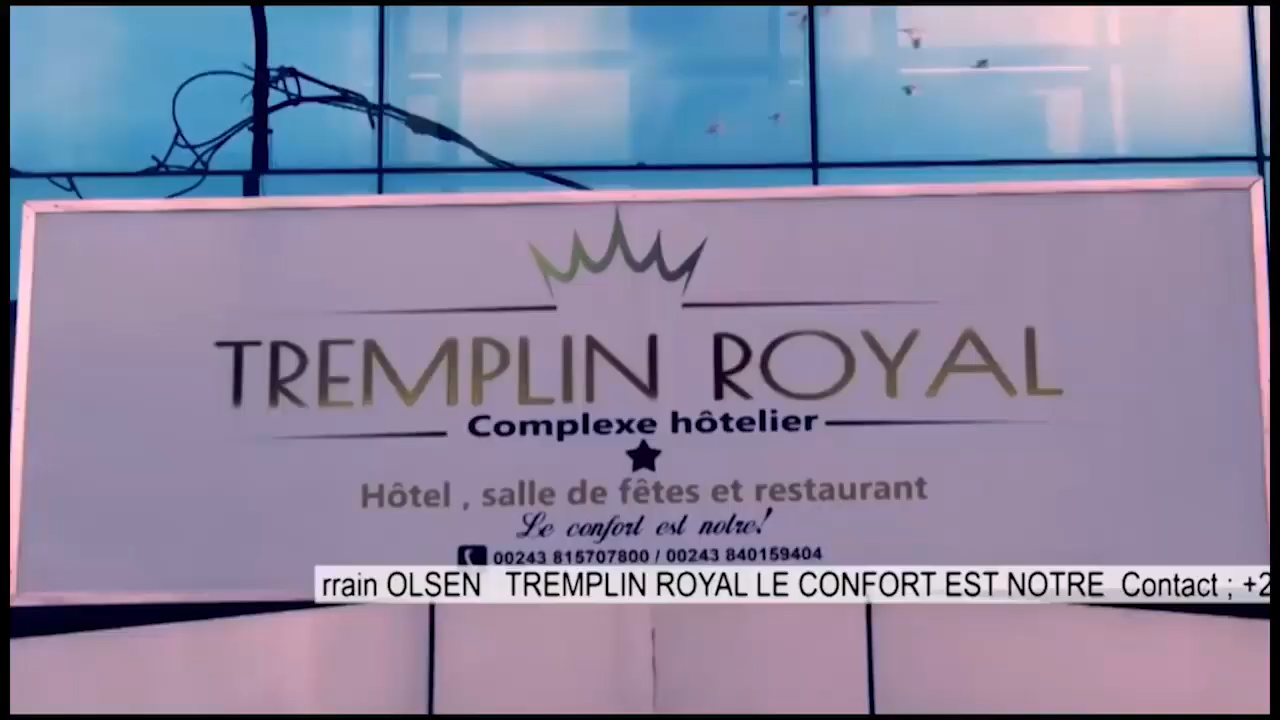 TREMPLIN ROYAL
Complexe hôtelier
Hôtel , salle de fêtes et restaurant
Le confort est notre!
00243 815707800 / 00243 840159404
rrain OLSEN TREMPLIN ROYAL LE CONFORT EST NOTRE Contact ; +2